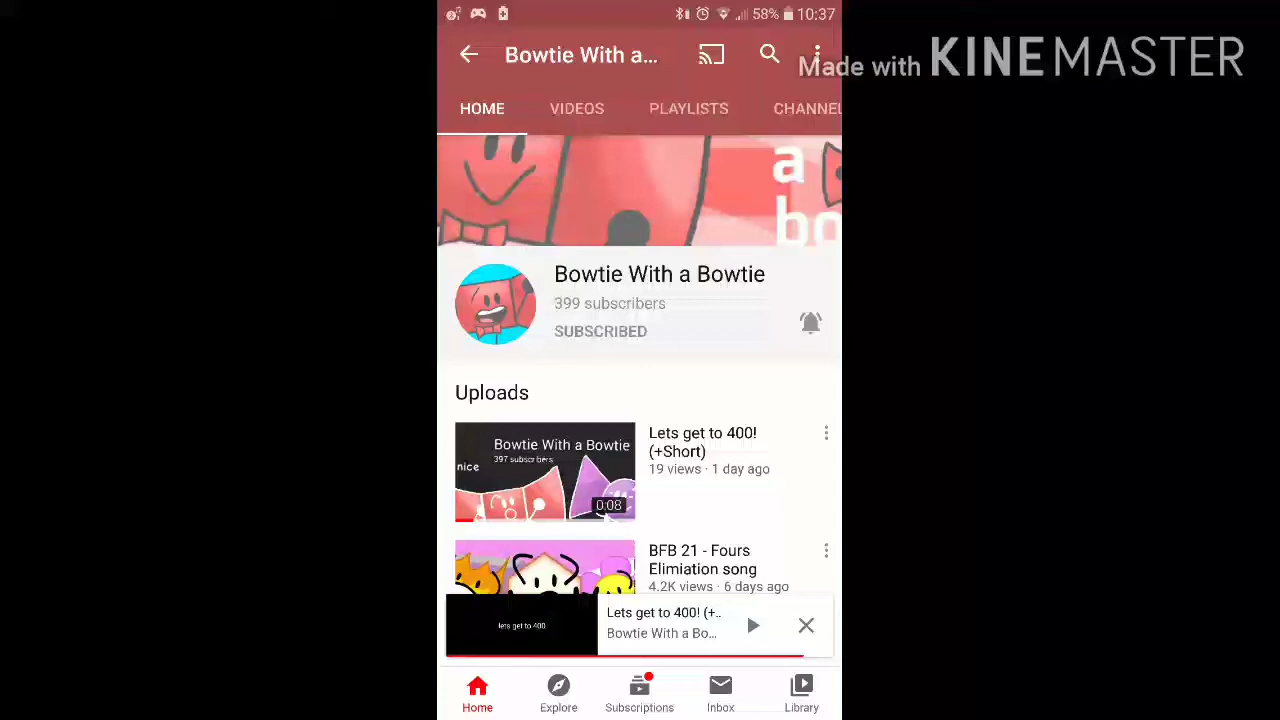 58% 10:37
Bowtie With a...
Made with KINEMASTER
HOME VIDEOS PLAYLISTS CHANNEL
a
bo
Bowtie With a Bowtie
399 subscribers
SUBSCRIBED
Uploads
Bowtie With a Bowtie
397 subscribers
nice
0:08
Lets get to 400!
(+Short)
19 views · 1 day ago
BFB 21 - Fours
Elimiation song
4.2K views · 6 days ago
lets get to 400
Lets get to 400! (+..
Bowtie With a Bo...
Home Explore Subscriptions Inbox Library